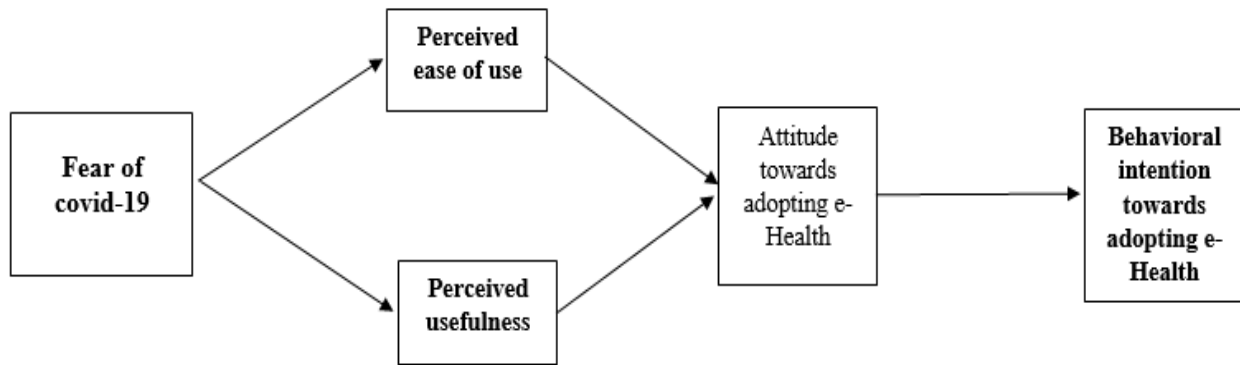 Perceived
ease of use
Fear of
covid-19
Perceived
usefulness
Attitude
towards
adopting e-
Health
Behavioral
intention
towards
adopting e-
Health